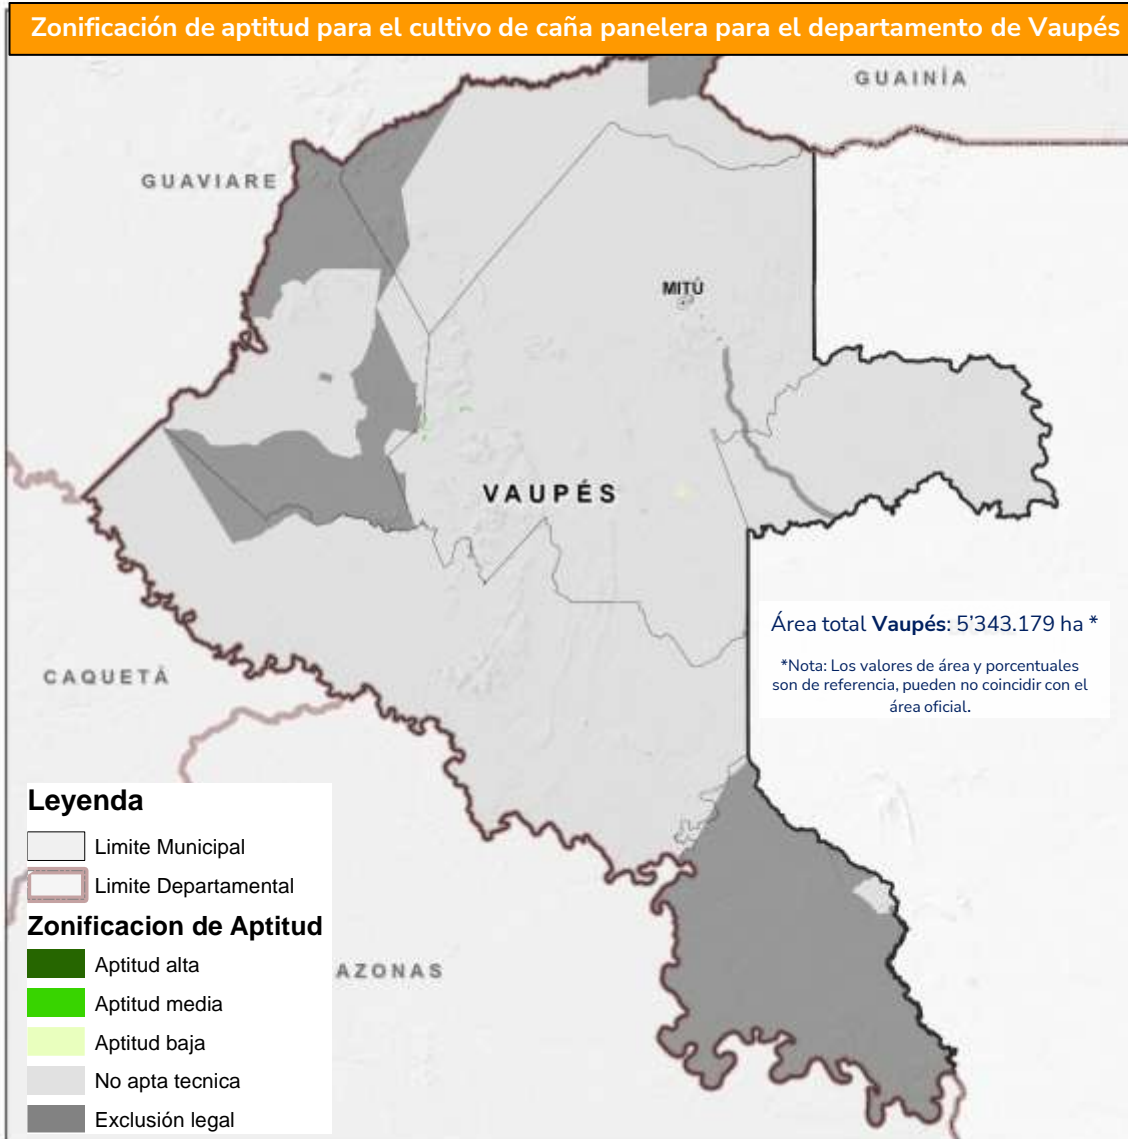 Zonificación de aptitud para el cultivo de caña panelera para el departamento de Vaupés
GUAINÍA
GUAVIARE
MITÚ
VAUPÉS
Área total Vaupés: 5’343.179 ha *
*Nota: Los valores de área y porcentuales
son de referencia, pueden no coincidir con el
área oficial.
CAQUETÁ
Leyenda
Limite Municipal
Limite Departamental
Zonificacion de Aptitud
Aptitud alta
AZONAS
Aptitud media
Aptitud baja
No apta tecnica
Exclusión legal